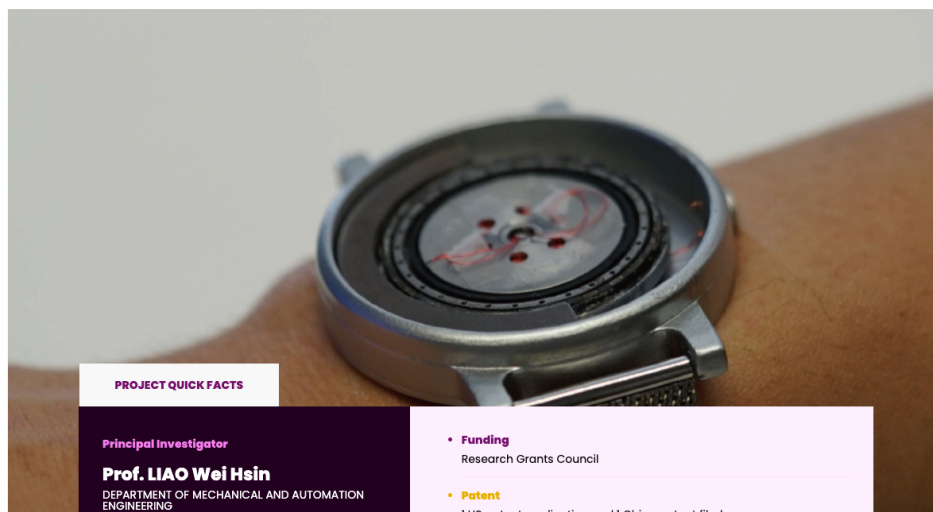 PROJECT QUICK FACTS
Principal Investigator
Prof. LIAO Wei Hsin
DEPARTMENT OF MECHANICAL AND AUTOMATION
ENGINEERING
• Funding
Research Grants Council
• Patent